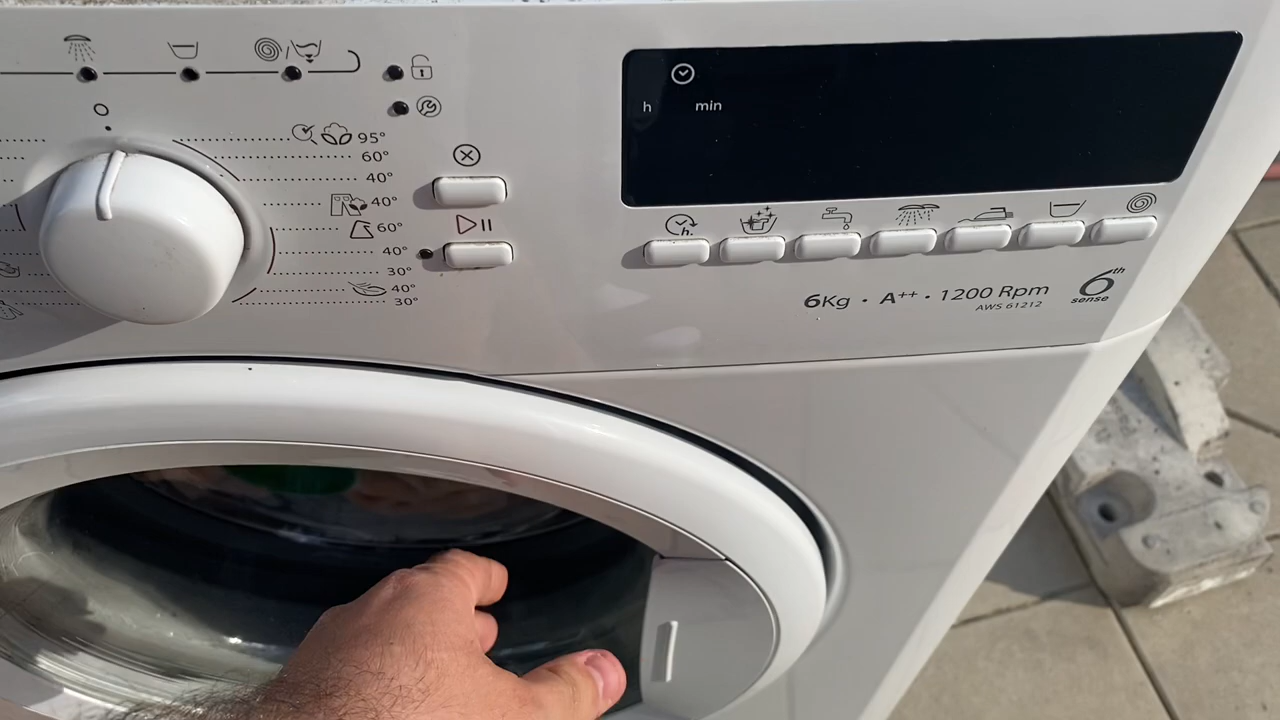 h min
95°
60°
40°
40°
60°
40°
30°
40°
30°
h.
6Kg • A++ • 1200 Rpm
AWS 61212
6th
sense